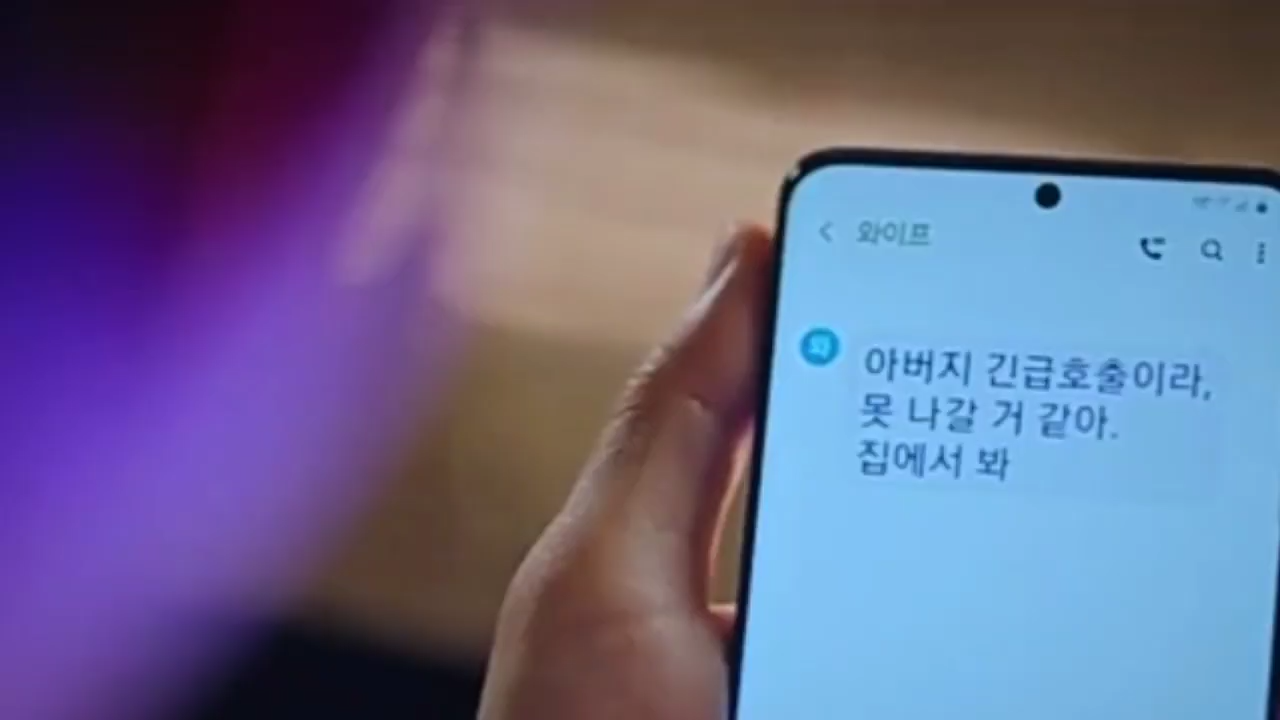 와이프
와
아버지 긴급호출이라,
못 나갈 거 같아.
집에서 봐